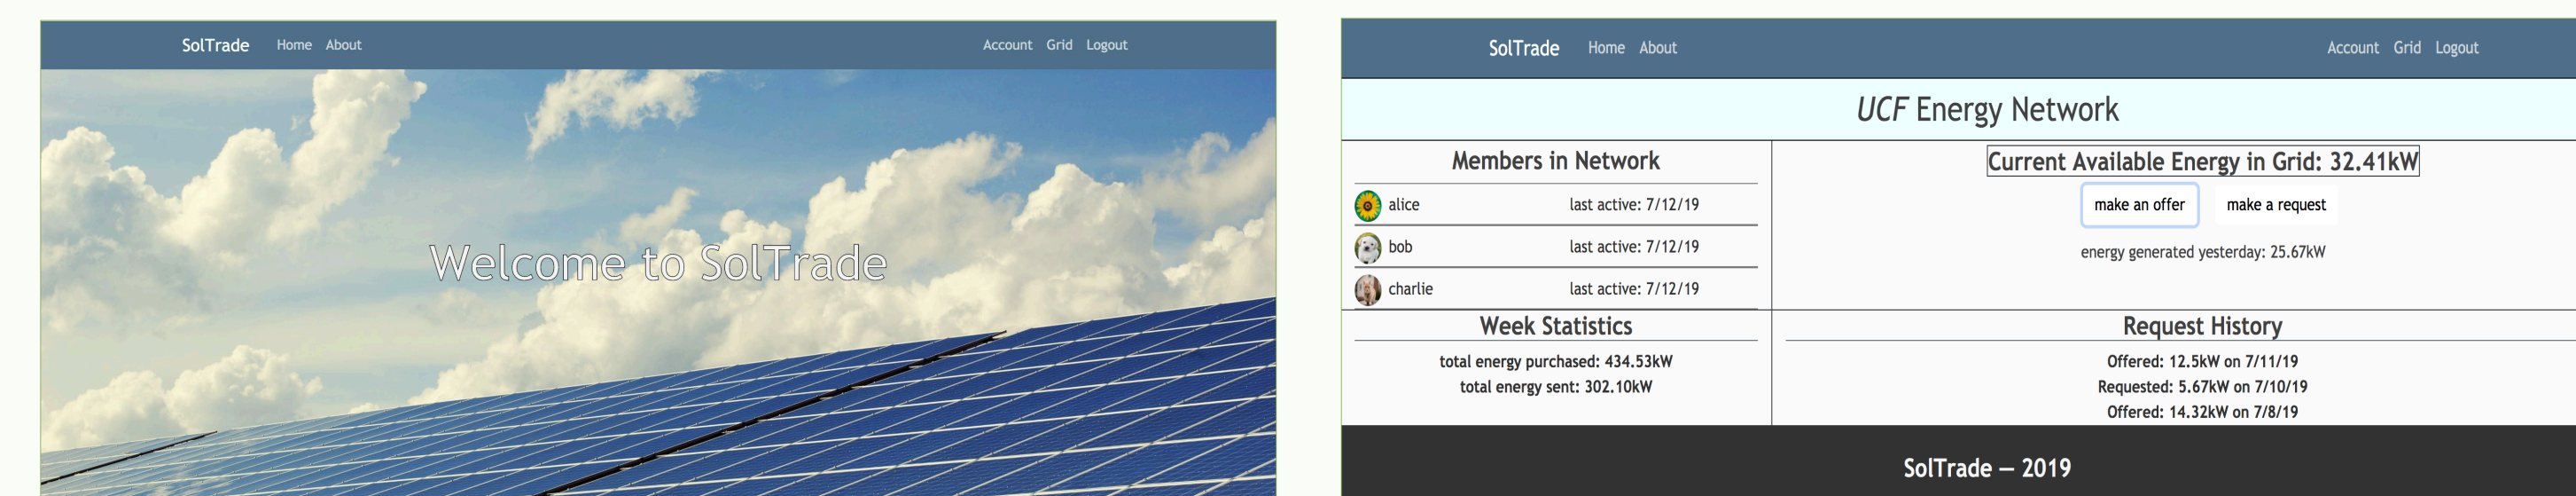 SolTrade Home About Account Grid Logout
Welcome to SolTrade
SolTrade Home About Account Grid Logout
UCF Energy Network
Members in Network
alice last active: 7/12/19
bob last active: 7/12/19
charlie last active: 7/12/19
Current Available Energy in Grid: 32.41kW
make an offer make a request
energy generated yesterday: 25.67kW
Week Statistics
total energy purchased: 434.53kW
total energy sent: 302.10kW
Request History
Offered: 12.5kW on 7/11/19
Requested: 5.67kW on 7/10/19
Offered: 14.32kW on 7/8/19
SolTrade — 2019